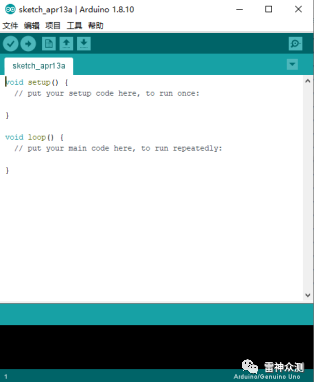 sketch_apr13a | Arduino 1.8.10
文件 编辑 项目 工具 帮助
sketch_apr13a
void setup() {
// put your setup code here, to run once:
}
void loop() {
// put your main code here, to run repeatedly:
}
雷神众测
1
Arduino/Genuino Uno